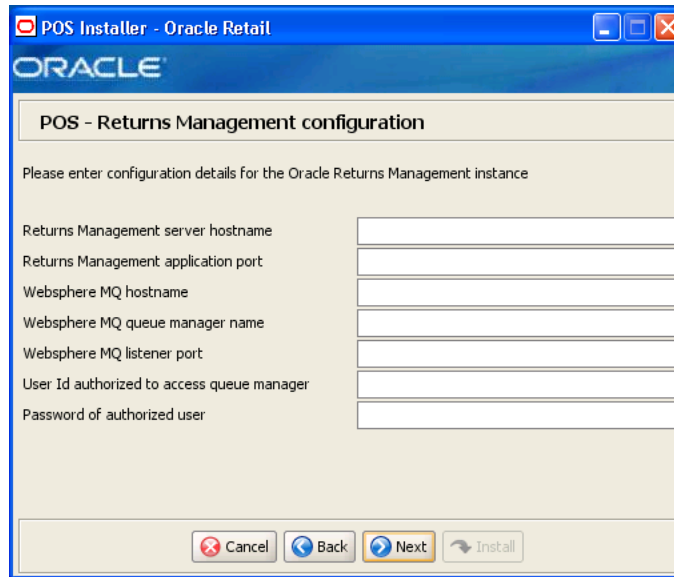 POS Installer - Oracle Retail
ORACLE
POS - Returns Management configuration
Please enter configuration details for the Oracle Returns Management instance
Returns Management server hostname
Returns Management application port
Websphere MQ hostname
Websphere MQ queue manager name
Websphere MQ listener port
User Id authorized to access queue manager
Password of authorized user
Cancel Back Next Install